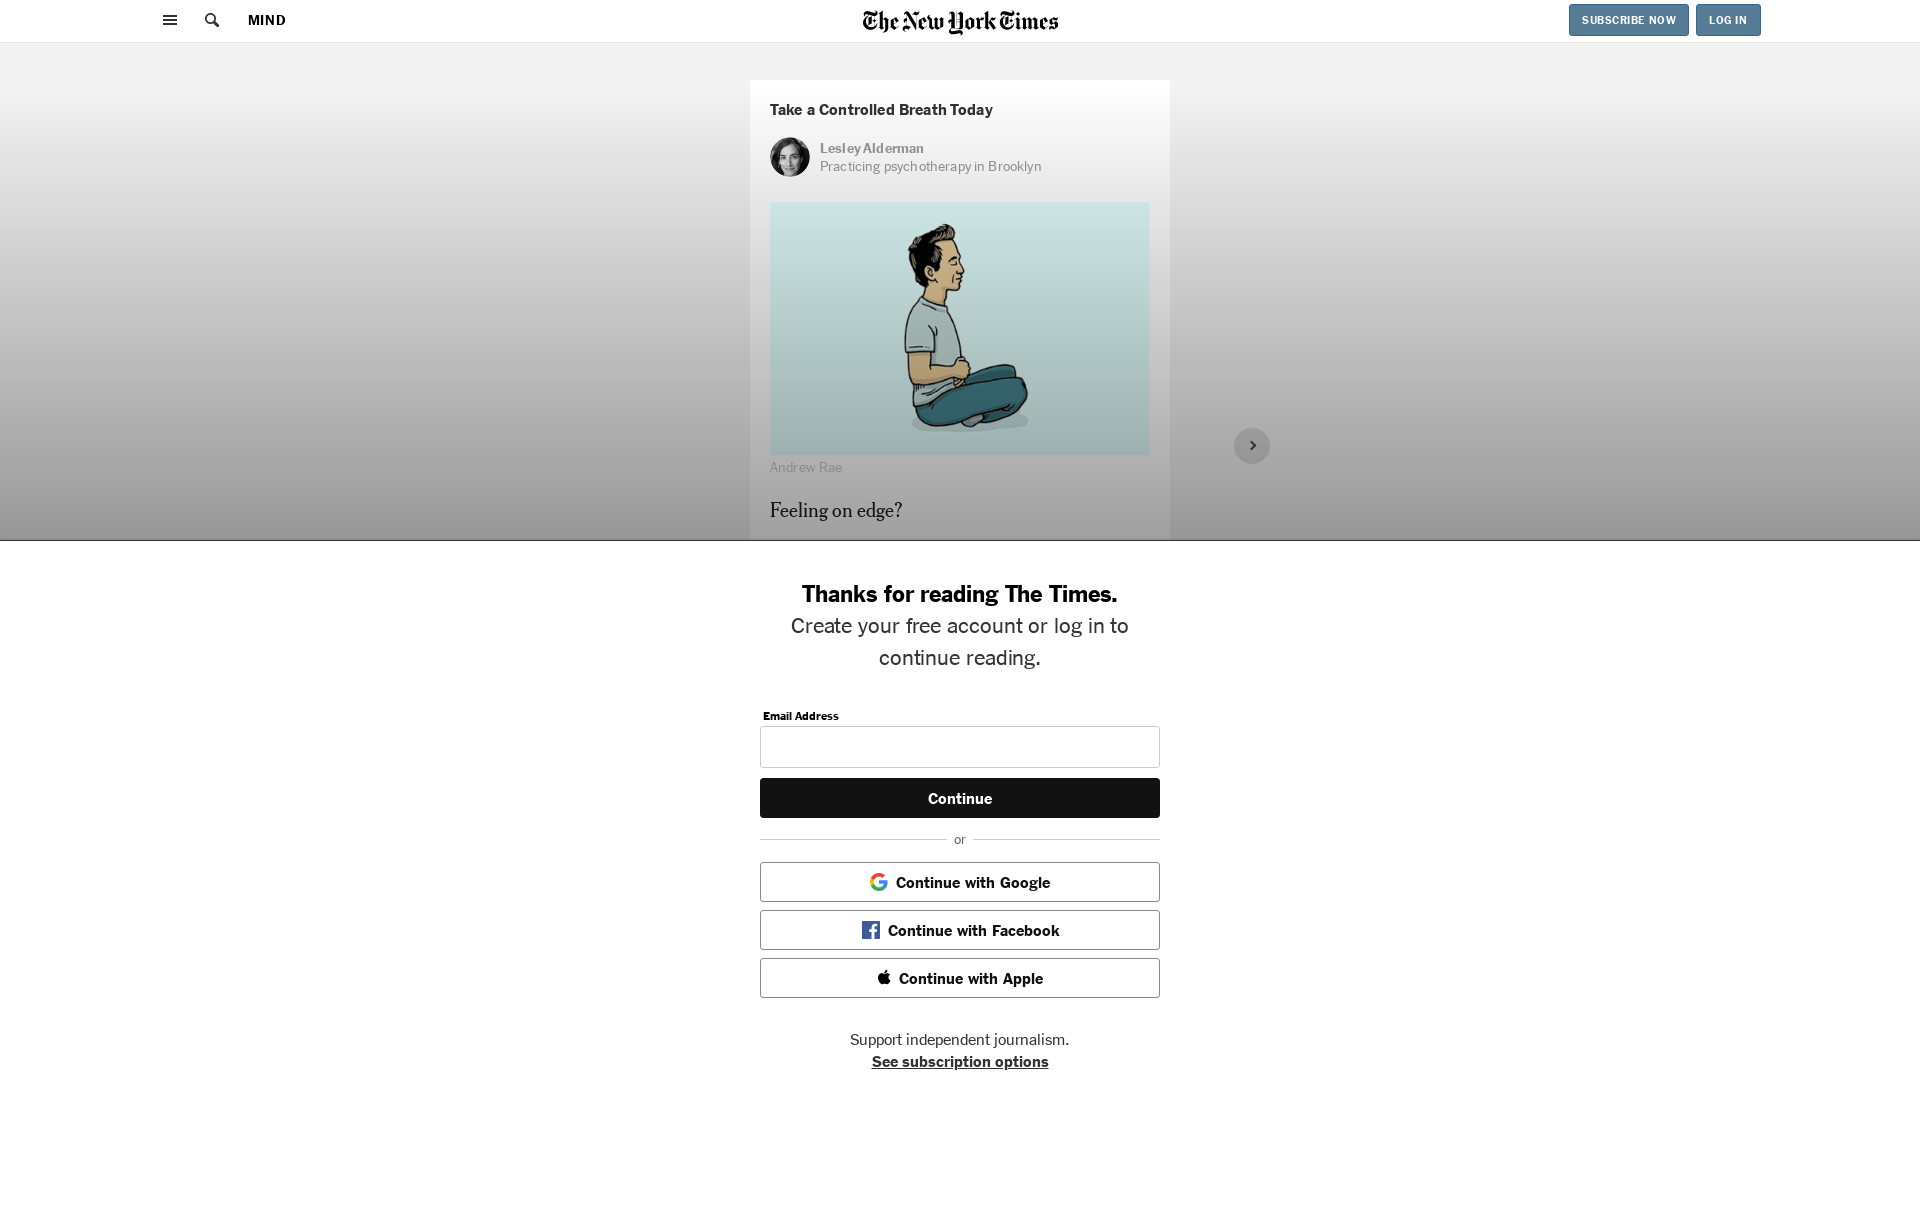 MIND
The New York Times
SUBSCRIBE NOW
LOG IN
Take a Controlled Breath Today
Lesley Alderman
Practicing psychotherapy in Brooklyn
Andrew Rae
Feeling on edge?
Thanks for reading The Times.
Create your free account or log in to
continue reading.
Email Address
Continue
or
Continue with Google
Continue with Facebook
Continue with Apple
Support independent journalism.
See subscription options